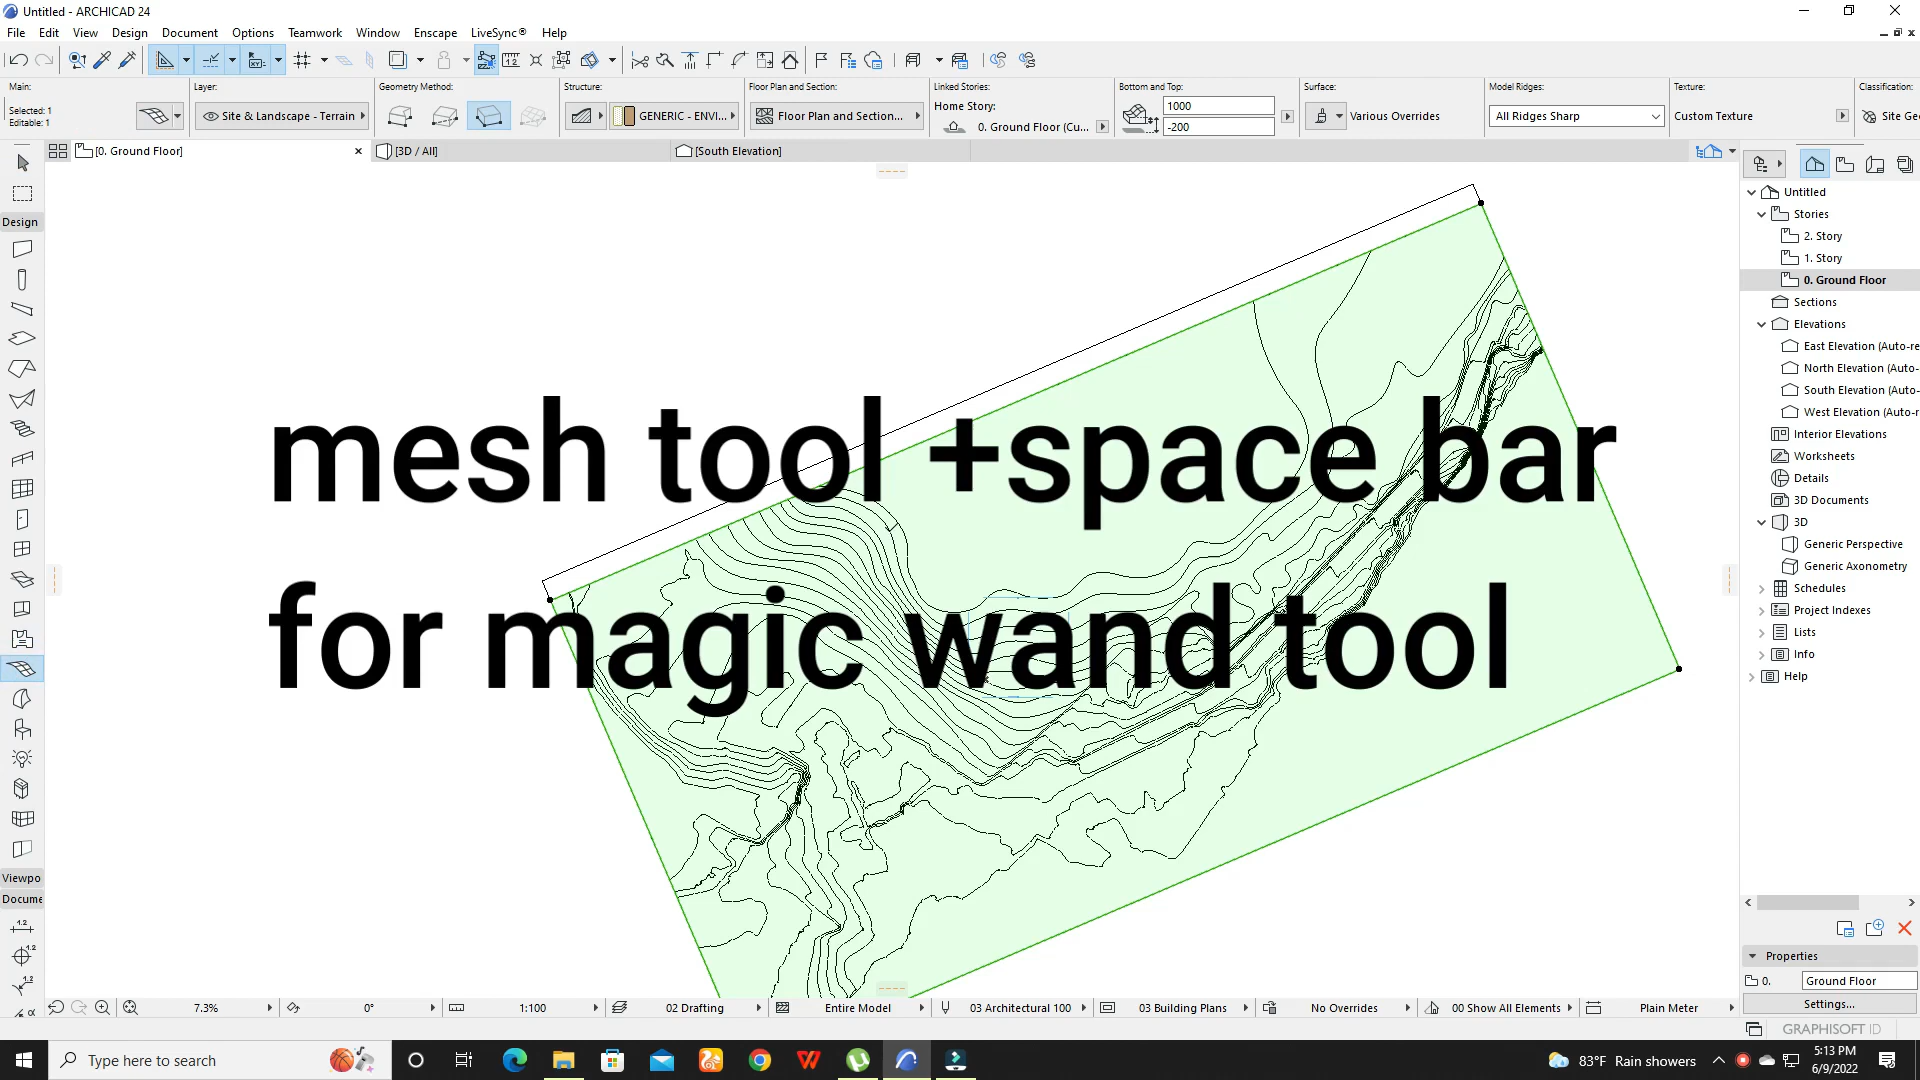 Untitled - ARCHICAD 24
File Edit View Design Document Options Teamwork Window Enscape LiveSync® Help
Main: Layer: Geometry Method: Structure: Floor Plan and Section: Linked Stories: Bottom and Top: Surface: Model Ridges: Texture: Classification:
Selected: 1
Editable: 1
Site & Landscape - Terrain
GENERIC - ENVI...
Floor Plan and Section...
Home Story:
0. Ground Floor (Cu...
1000
-200
Various Overrides
All Ridges Sharp
Custom Texture
Site Ge
[0. Ground Floor] [3D / All] [South Elevation]
Design
Viewpo
Docume
mesh tool +space bar
for magic wand tool
Untitled
Stories
2. Story
1. Story
0. Ground Floor
Sections
Elevations
East Elevation (Auto-re
North Elevation (Auto-
South Elevation (Auto-
West Elevation (Auto-r
Interior Elevations
Worksheets
Details
3D Documents
3D
Generic Perspective
Generic Axonometry
Schedules
Project Indexes
Lists
Info
Help
Properties
0. Ground Floor
Settings...
7.3% 0° 1:100 02 Drafting Entire Model 03 Architectural 100 03 Building Plans No Overrides 00 Show All Elements Plain Meter
GRAPHISOFT ID
Type here to search
83°F Rain showers
5:13 PM
6/9/2022